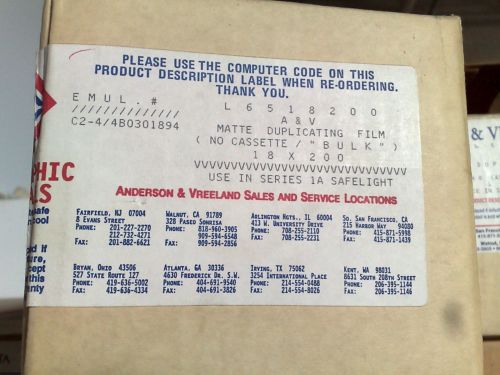 PLEASE USE THE COMPUTER CODE ON THIS
PRODUCT DESCRIPTION LABEL WHEN RE-ORDERING.
THANK YOU.
EMUL.#
///////////////
C2-4/4B0301894
L6518200
A&V
MATTE DUPLICATING FILM
(NO CASSETTE/"BULK")
18 X 200
VVVVVVVVVVVVVVVVVVVVVVVVVVVVVV
USE IN SERIES 1A SAFELIGHT
PHIC
ALS
ANDERSON & VREELAND SALES AND SERVICE LOCATIONS
FAIRFIELD, NJ 07004
8 EVANS STREET
PHONE: 201-227-2270
212-732-4271
FAX: 201-882-6621
WALNUT, CA 91789
328 PASEO SONRISA
PHONE: 818-960-3905
909-594-6548
FAX: 909-594-2856
ARLINGTON HGTS., IL 60004
413 W. UNIVERSITY DRIVE
PHONE: 708-255-2110
FAX: 708-255-2231
SO. SAN FRANCISCO, CA
215 HARBOR WAY 94080
PHONE: 415-871-5998
FAX: 415-871-1439
BRYAN, OHIO 43506
527 STATE ROUTE 127
PHONE: 419-636-5002
FAX: 419-636-4334
ATLANTA, GA 30336
4630 FREDERICK DR. S.W.
PHONE: 404-691-9540
FAX: 404-691-3826
IRVING, TX 75062
3254 INTERNATIONAL PLACE
PHONE: 214-554-0488
FAX: 214-554-8026
KENT, WA 98031
8631 SOUTH 208TH STREET
PHONE: 206-395-1144
FAX: 206-395-1146